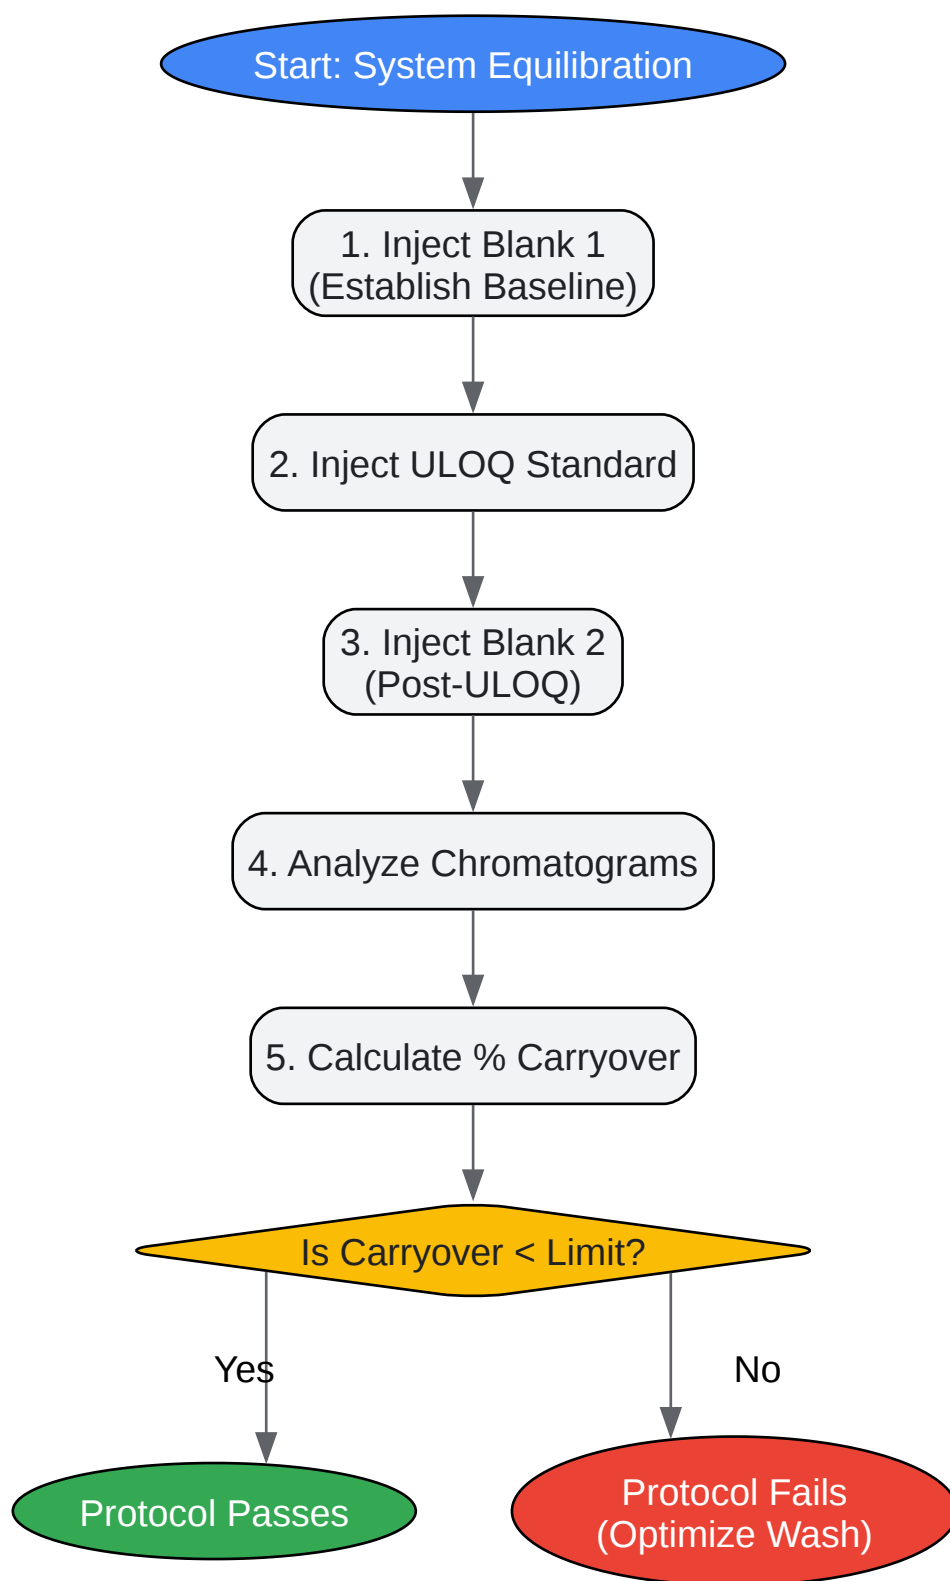 Start: System Equilibration
1. Inject Blank 1
(Establish Baseline)
2. Inject ULOQ Standard
3. Inject Blank 2
(Post-ULOQ)
4. Analyze Chromatograms
5. Calculate % Carryover
Is Carryover < Limit?
Yes
No
Protocol Passes
Protocol Fails
(Optimize Wash)